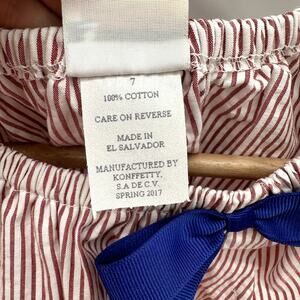 7
100% COTTON
CARE ON REVERSE
MADE IN
EL SALVADOR
MANUFACTURED BY
KONFFETTY,
S.A DE C.V.
SPRING 2017